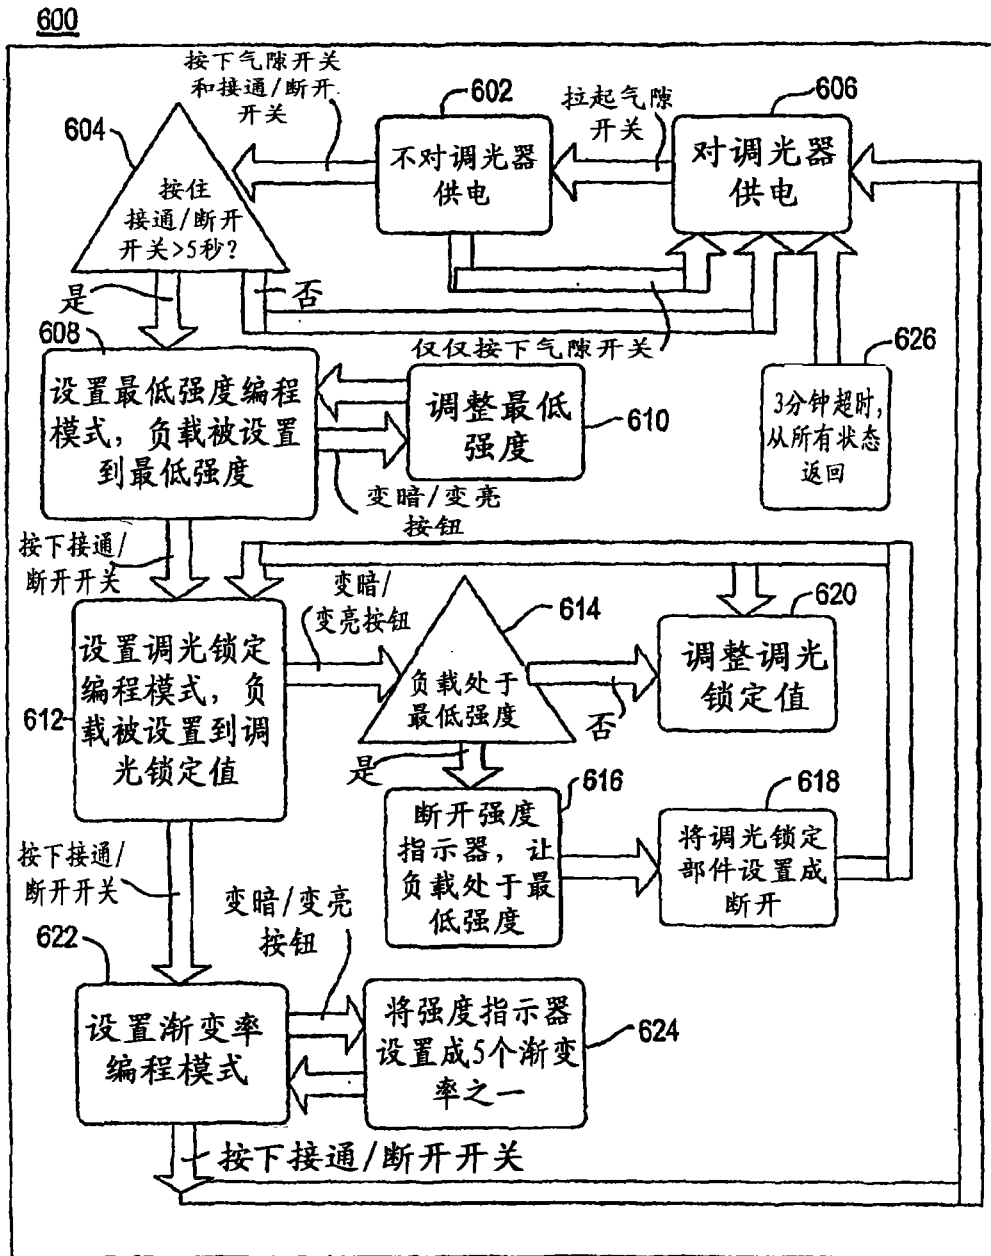 600
按下气隙开关
和接通/断开
开关
604
按住
接通/断开
开关>5秒?
602
不对调光器
供电
拉起气隙
开关
606
对调光器
供电
是
否
仅仅按下气隙开关
608
设置最低强度编程
模式，负载被设置
到最低强度
调整最低
强度
610
变暗/变亮
按钮
626
3分钟超时，
从所有状态
返回
按下接通/
断开开关
612
设置调光锁定
编程模式，负
载被设置到调
光锁定值
变暗/
变亮按钮
614
负载处于
最低强度
是
否
620
调整调光
锁定值
616
断开强度
指示器，让
负载处于最
低强度
618
将调光锁定
部件设置成
断开
按下接通/
断开开关
622
设置渐变率
编程模式
变暗/变亮
按钮
将强度指示器
设置成5个渐变
率之一
624
按下接通/断开开关